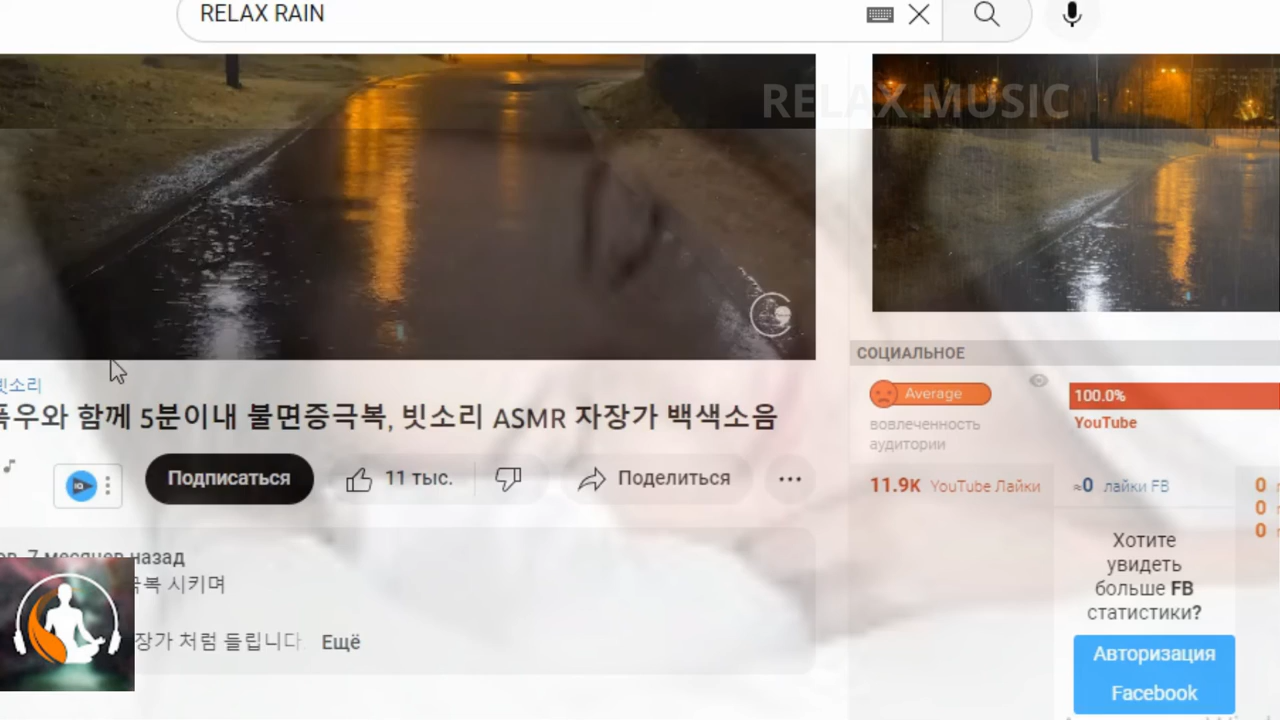 RELAX RAIN
RELAX MUSIC
빗소리
폭우와 함께 5분이내 불면증극복, 빗소리 ASMR 자장가 백색소음
Подписаться
11 тыс.
Поделиться
7 месяцев назад
시키며
장가 처럼 들립니다.
Ещё
СОЦИАЛЬНОЕ
Average
вовлеченность
аудитории
100.0%
YouTube
11.9K YouTube Лайки
≈0 лайки FB
0
0
0
Хотите
увидеть
больше FB
статистики?
Авторизация
Facebook